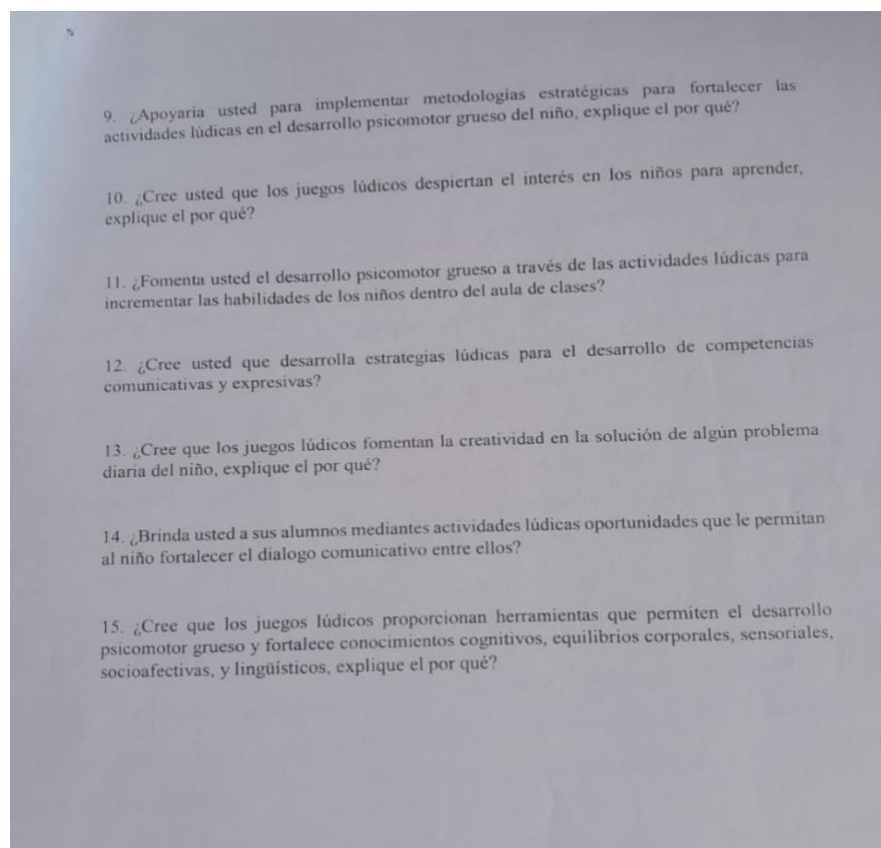 9. ¿Apoyaría usted para implementar metodologías estratégicas para fortalecer las
actividades lúdicas en el desarrollo psicomotor grueso del niño, explique el por qué?
10. ¿Cree usted que los juegos lúdicos despiertan el interés en los niños para aprender,
explique el por qué?
11. ¿Fomenta usted el desarrollo psicomotor grueso a través de las actividades lúdicas para
incrementar las habilidades de los niños dentro del aula de clases?
12. ¿Cree usted que desarrolla estrategias lúdicas para el desarrollo de competencias
comunicativas y expresivas?
13. ¿Cree que los juegos lúdicos fomentan la creatividad en la solución de algún problema
diaria del niño, explique el por qué?
14. ¿Brinda usted a sus alumnos mediantes actividades lúdicas oportunidades que le permitan
al niño fortalecer el dialogo comunicativo entre ellos?
15. ¿Cree que los juegos lúdicos proporcionan herramientas que permiten el desarrollo
psicomotor grueso y fortalece conocimientos cognitivos, equilibrios corporales, sensoriales,
socioafectivas, y lingüísticos, explique el por qué?